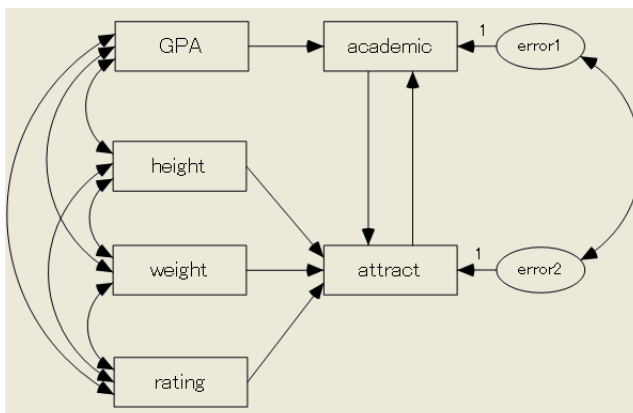 GPA
academic
1
error1
height
weight
attract
1
error2
rating